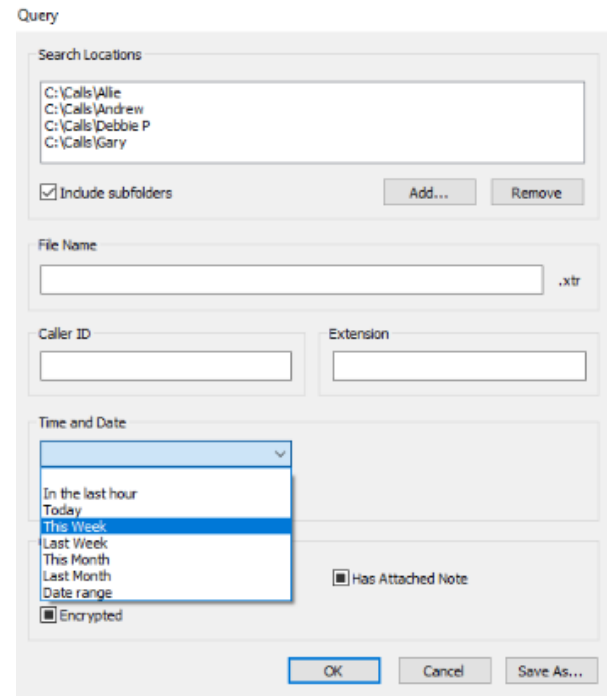 Query
Search Locations
C:\Calls\Allie
C:\Calls\Andrew
C:\Calls\Debbie P
C:\Calls\Gary
Include subfolders
Add...
Remove
File Name
.xtr
Caller ID
Extension
Time and Date
In the last hour
Today
This Week
Last Week
This Month
Last Month
Date range
Has Attached Note
Encrypted
OK
Cancel
Save As...